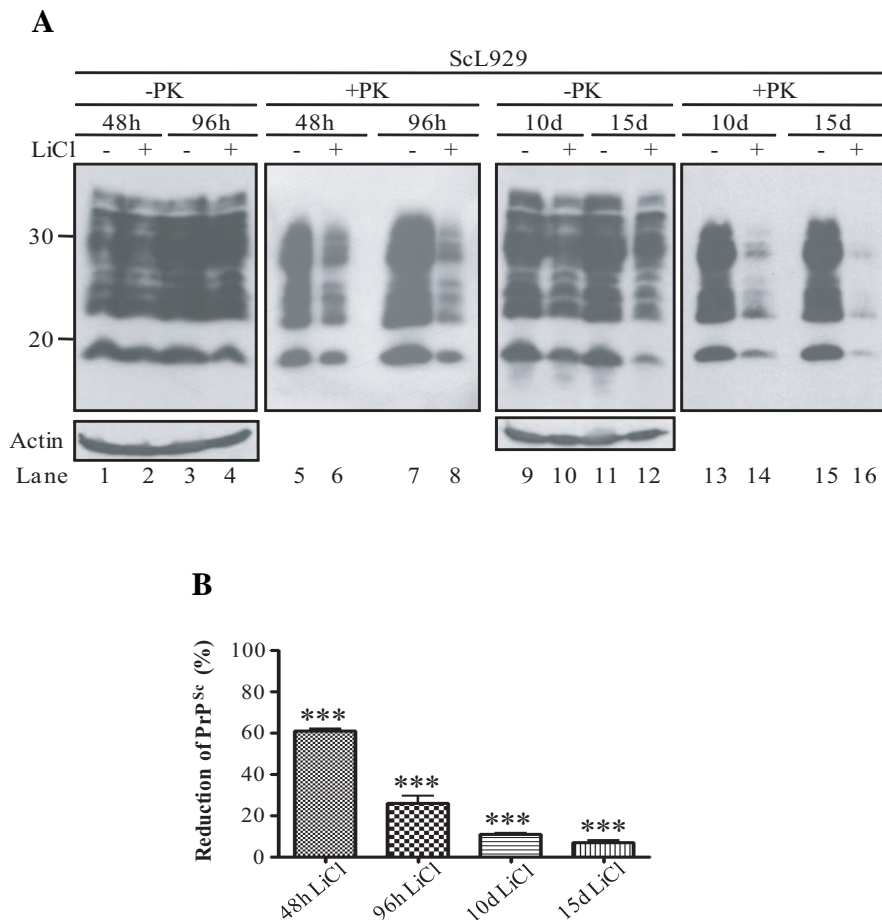 A
ScL929
-PK +PK -PK +PK
48h 96h 48h 96h 10d 15d 10d 15d
LiCl - + - + - + - + - + - + - + - +
30
20
Actin
Lane 1 2 3 4 5 6 7 8 9 10 11 12 13 14 15 16
B
Reduction of PrP^Sc (%)
100
80
60
40
20
0
*** *** *** ***
48h LiCl 96h LiCl 10d LiCl 15d LiCl